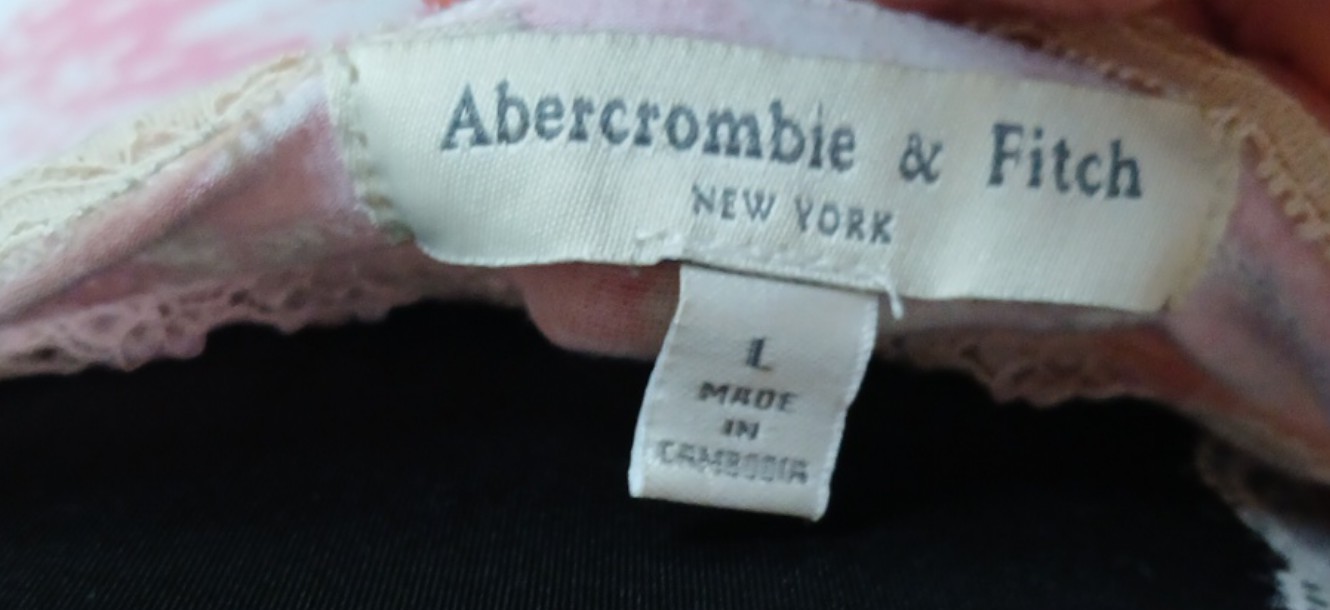 Abercrombie & Fitch
NEW YORK
L
MADE
IN
CAMBODIA